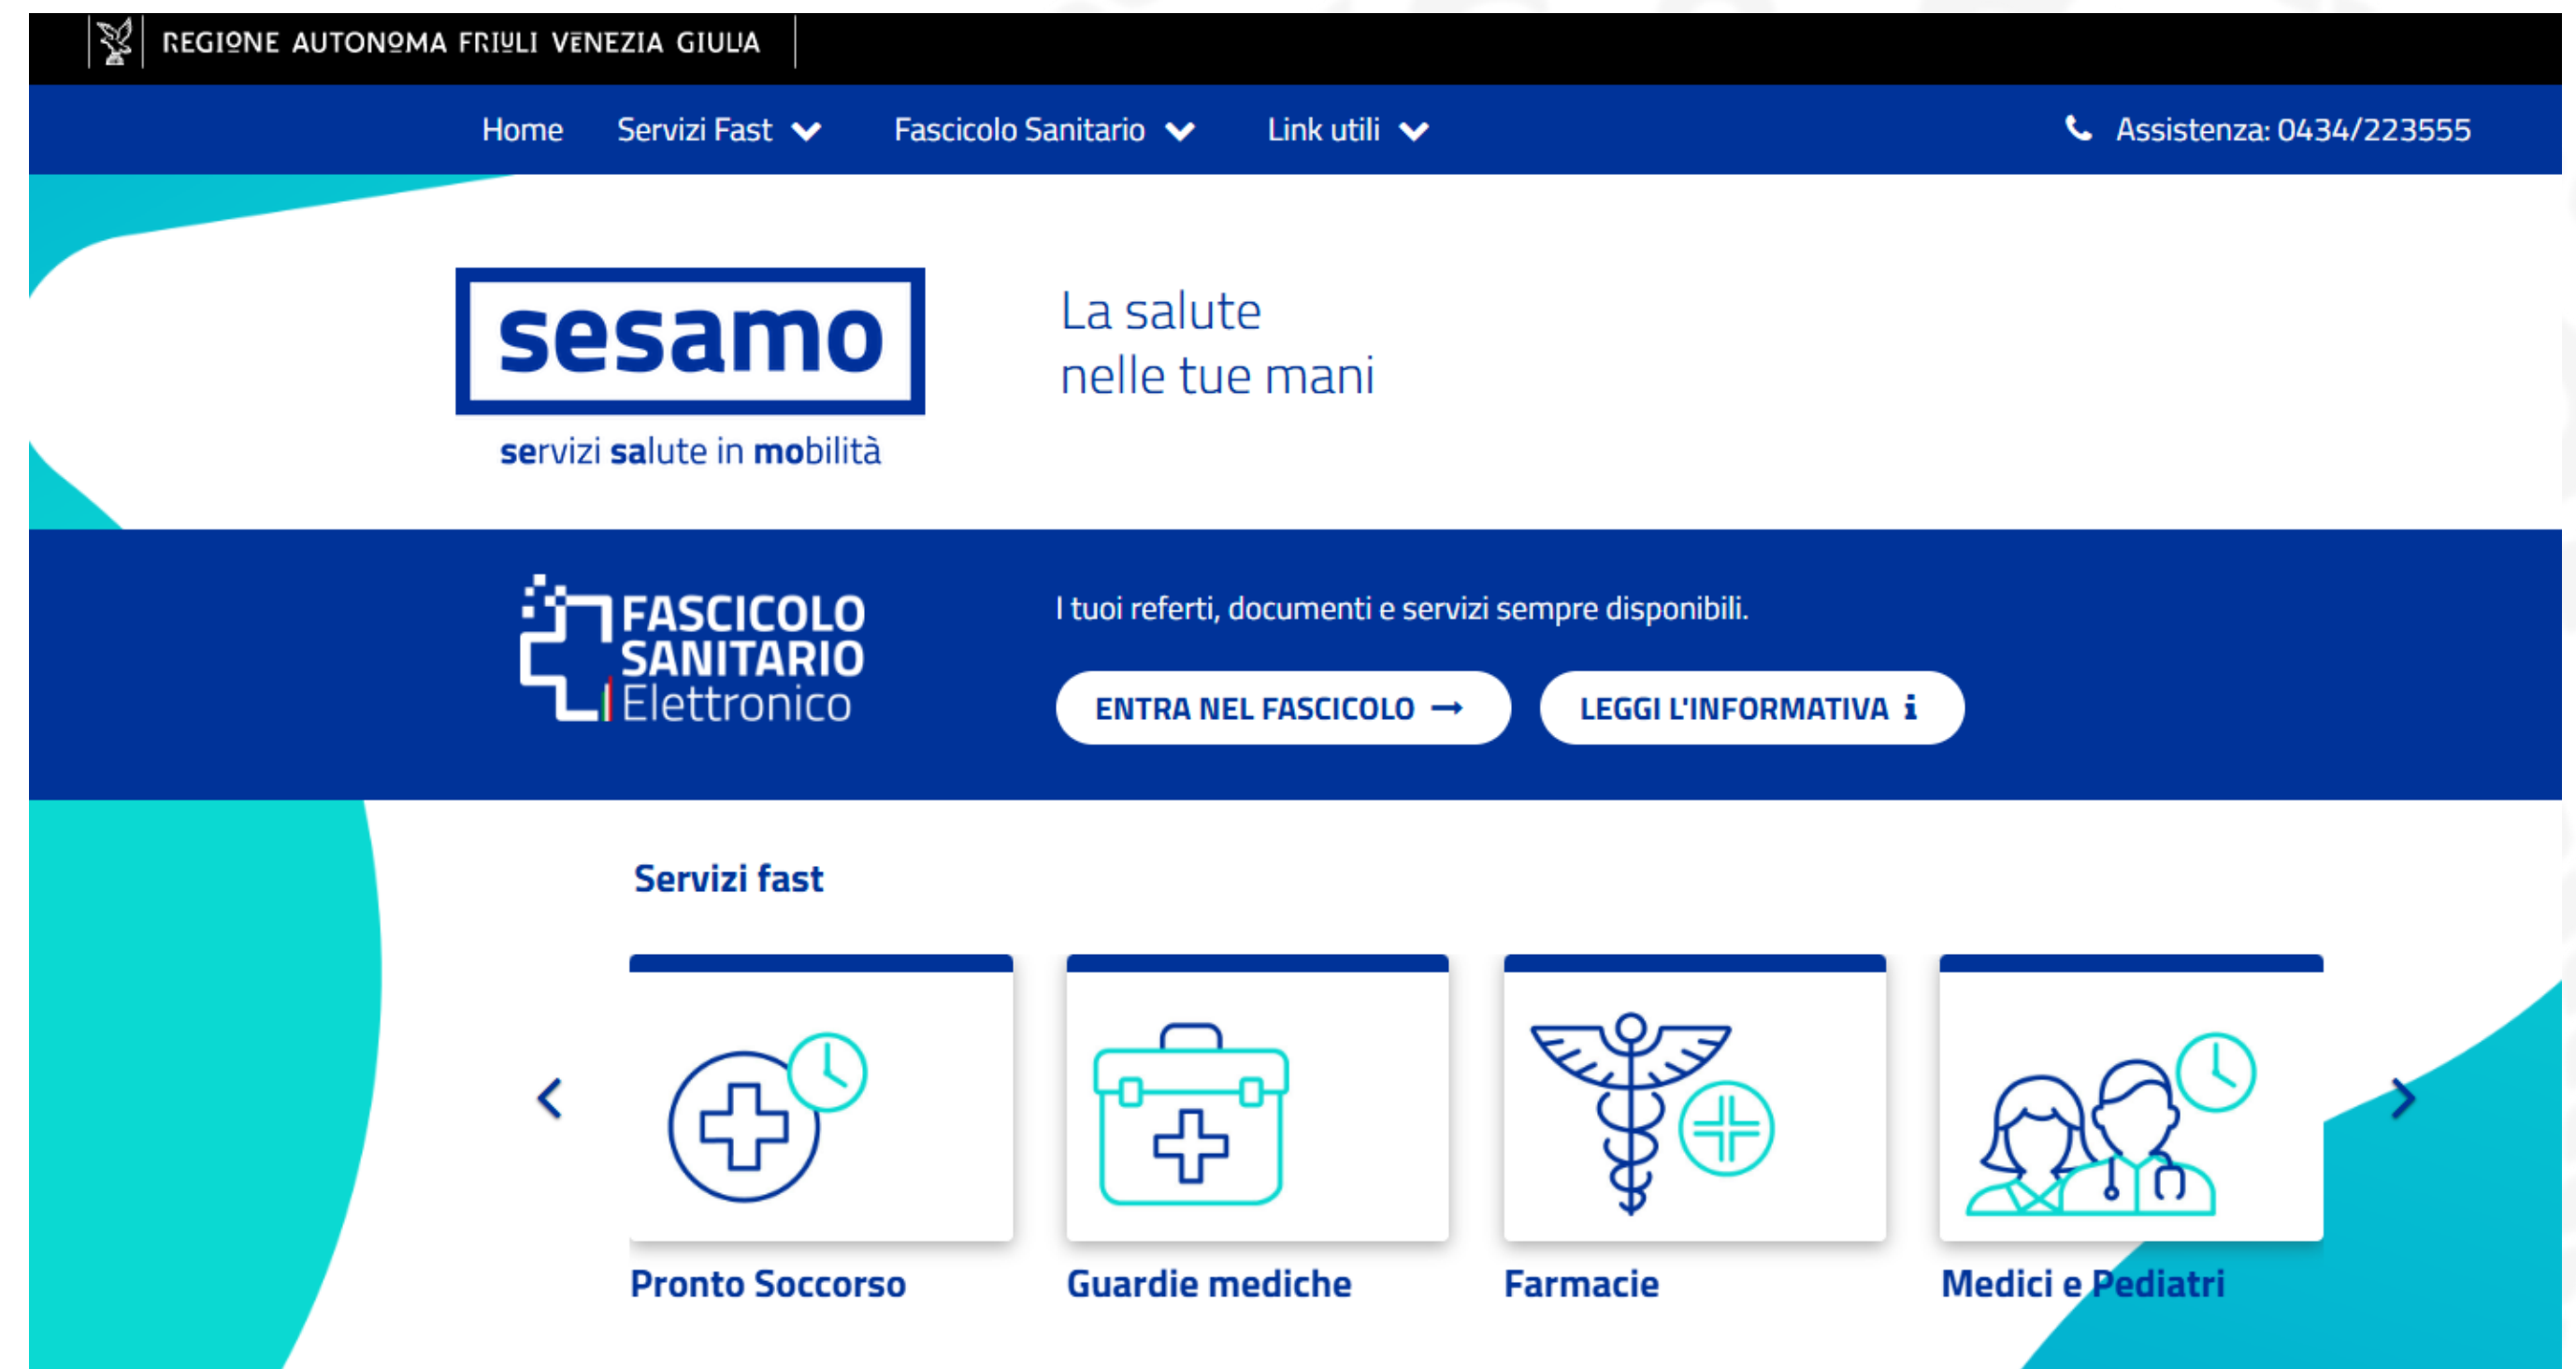 REGIONE AUTONOMA FRIULI VENEZIA GIULIA
Home Servizi Fast Fascicolo Sanitario Link utili Assistenza: 0434/223555
sesamo
servizi salute in mobilità
La salute
nelle tue mani
FASCICOLO
SANITARIO
Elettronico
I tuoi referti, documenti e servizi sempre disponibili.
ENTRA NEL FASCICOLO → LEGGI L'INFORMATIVA i
Servizi fast
Pronto Soccorso Guardie mediche Farmacie Medici e Pediatri